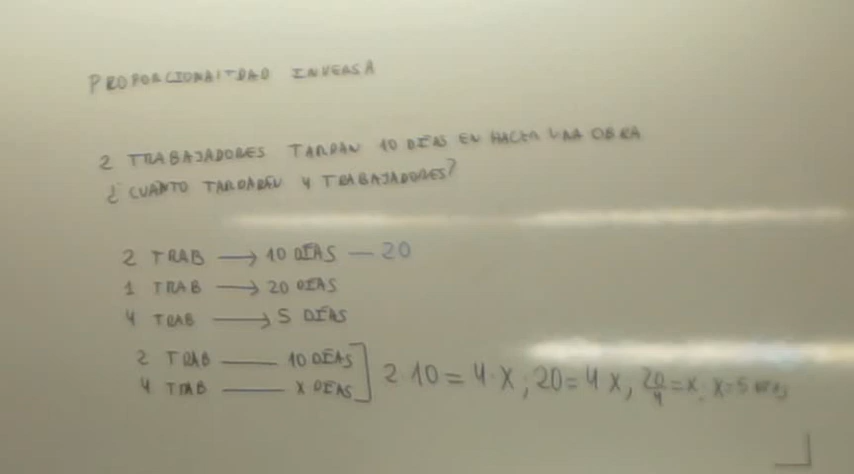 PROPORCIONALIDAD INVERSA
2 TRABAJADORES TARDAN 10 DÍAS EN HACER UNA OBRA
¿CUÁNTO TARDARÁN 4 TRABAJADORES?
2 TRAB → 10 DÍAS — 20
1 TRAB → 20 DÍAS
4 TRAB → 5 DÍAS
2 TRAB — 10 DÍAS
4 TRAB — X DÍAS ] 2·10 = 4·X ; 20 = 4X, 20/4 = X, X=5 DÍAS